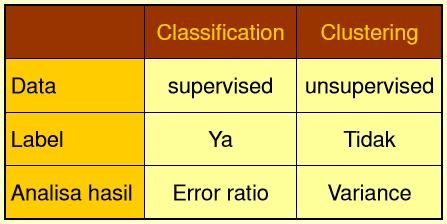 Classification Clustering
Data supervised unsupervised
Label Ya Tidak
Analisa hasil Error ratio Variance